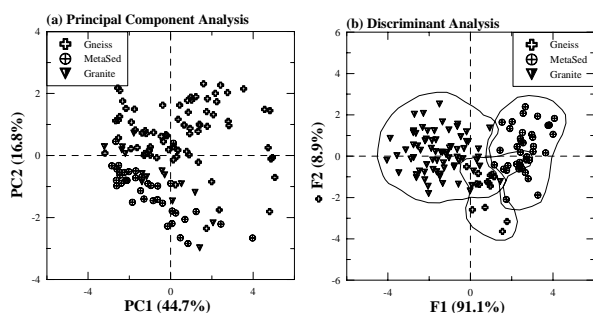 (a) Principal Component Analysis
4
2
0
-2
-4
PC2 (16.8%)
Gneiss
MetaSed
Granite
-4
0
4
PC1 (44.7%)
(b) Discriminant Analysis
6
4
2
0
-2
-4
-6
F2 (8.9%)
Gneiss
MetaSed
Granite
-4
0
4
F1 (91.1%)